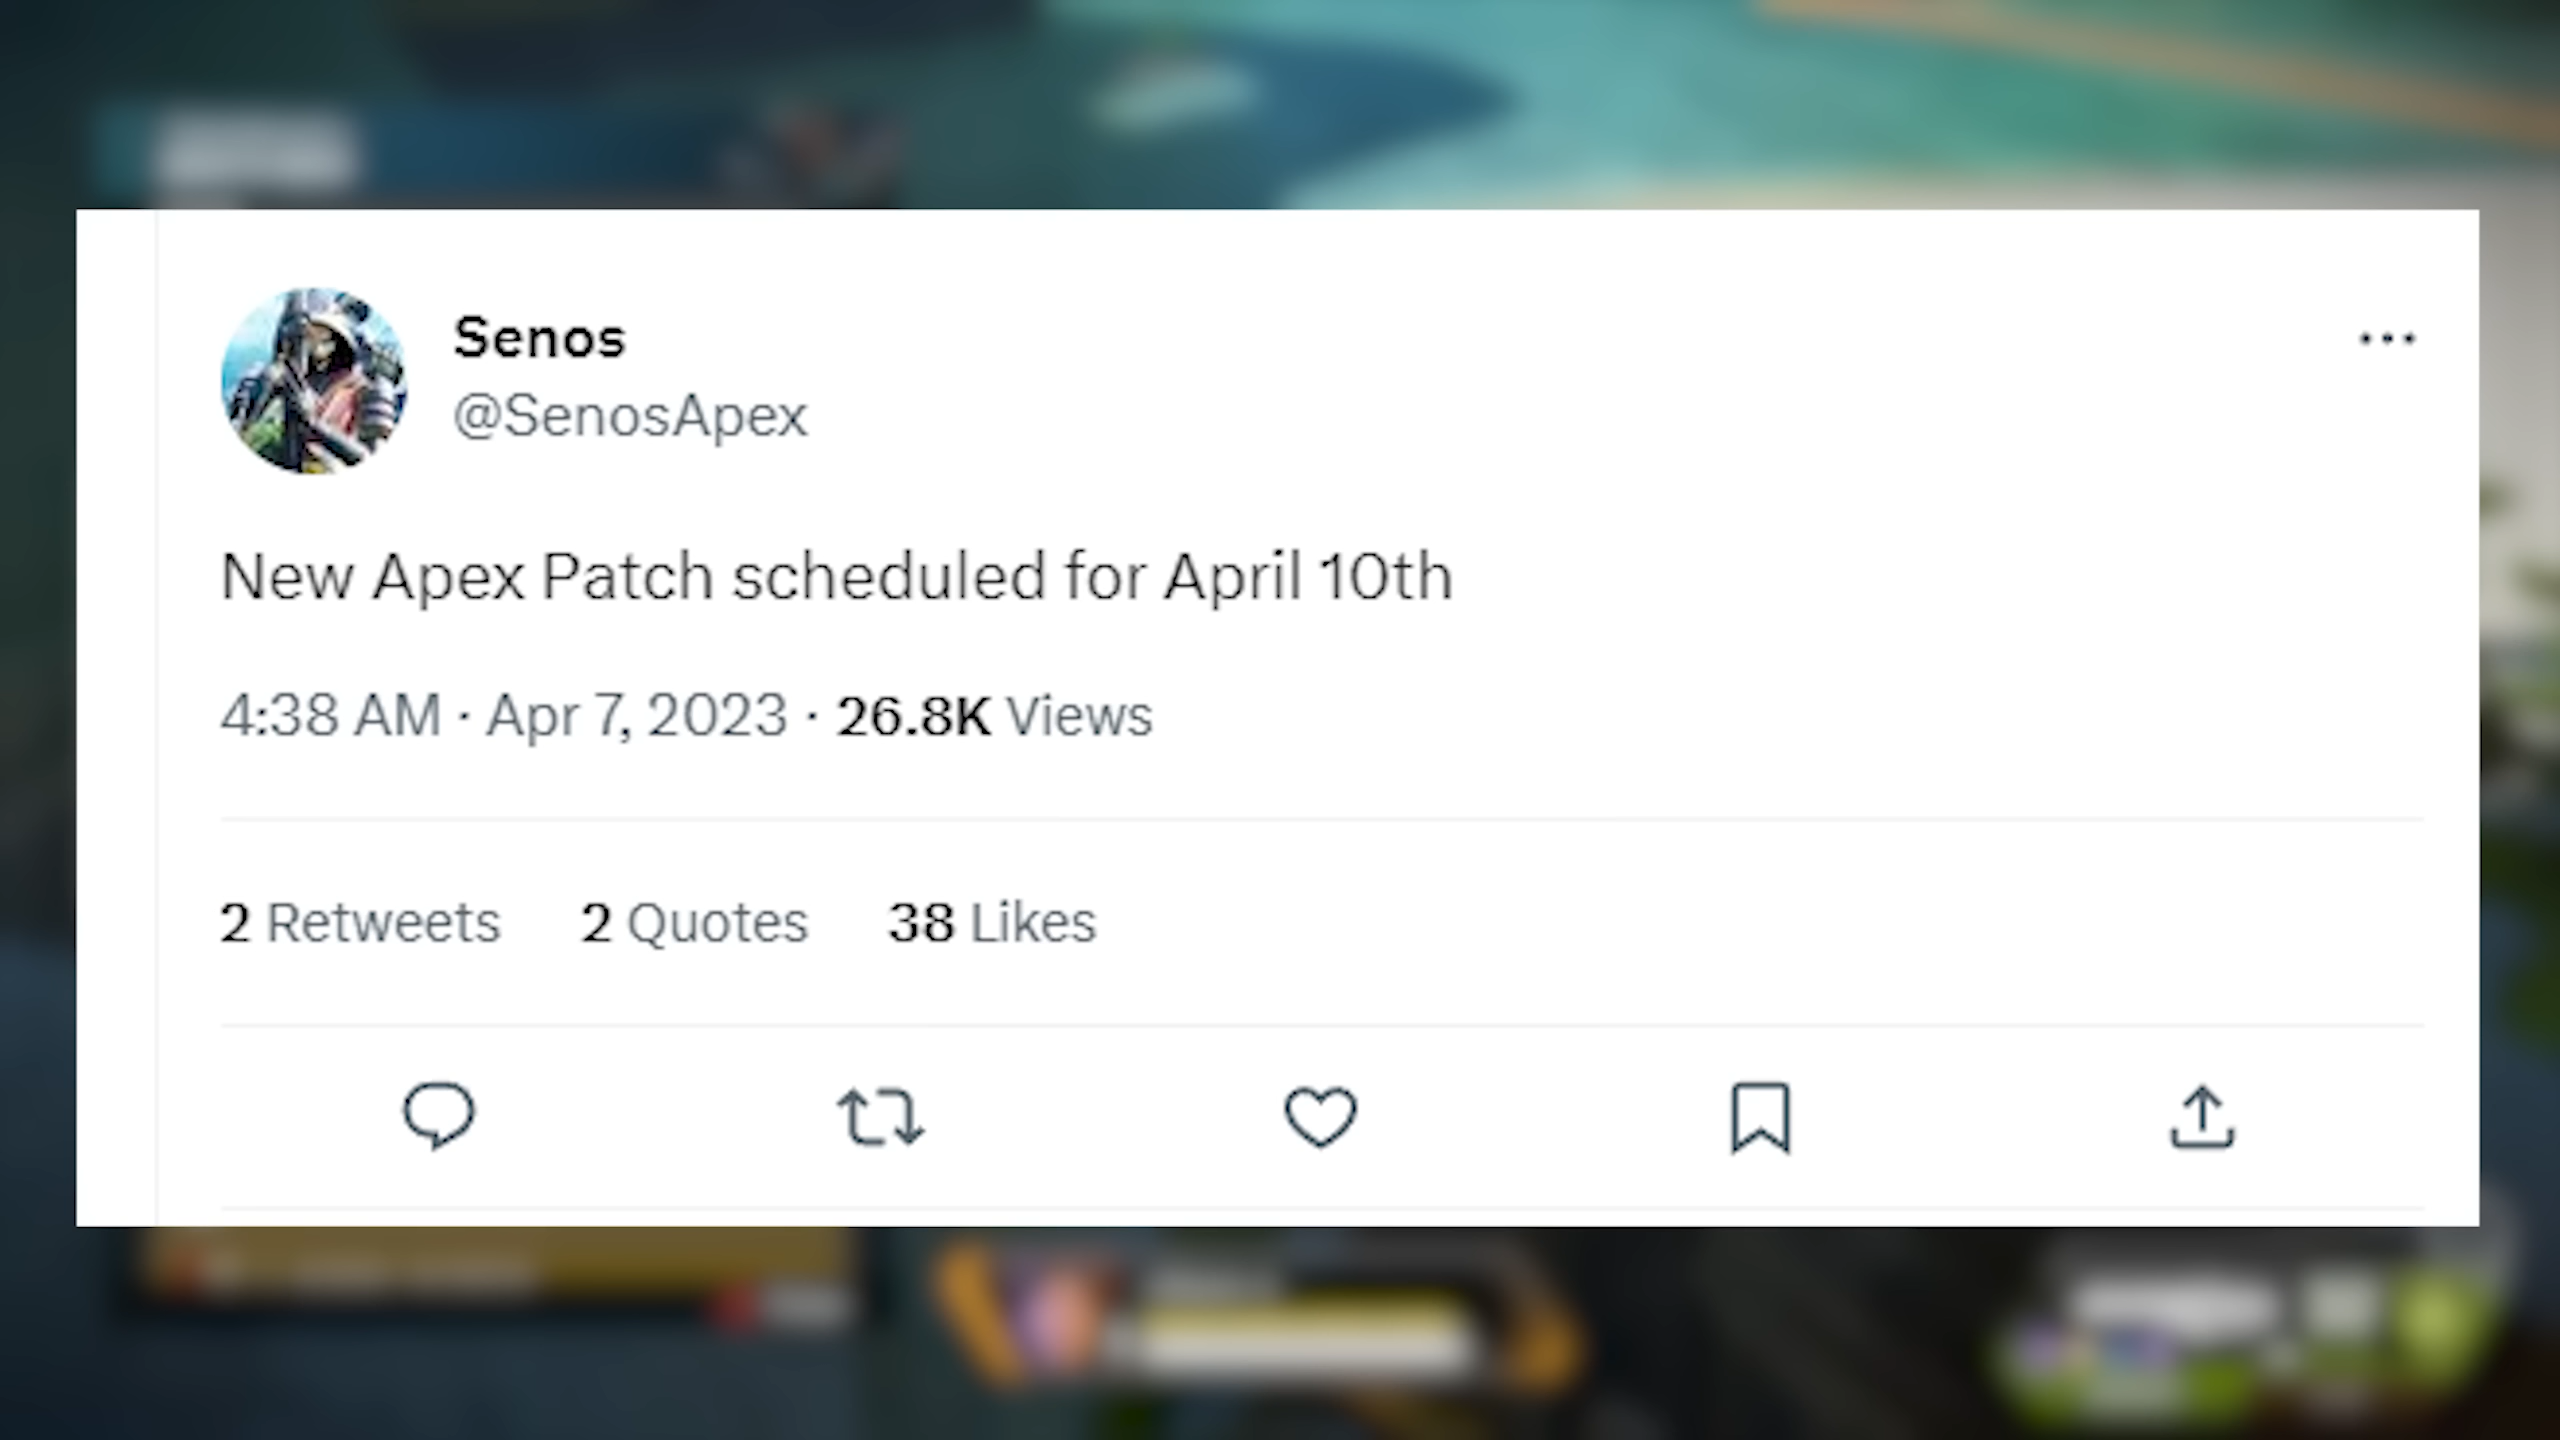 Senos
@SenosApex
New Apex Patch scheduled for April 10th
4:38 AM · Apr 7, 2023 · 26.8K Views
2 Retweets 2 Quotes 38 Likes